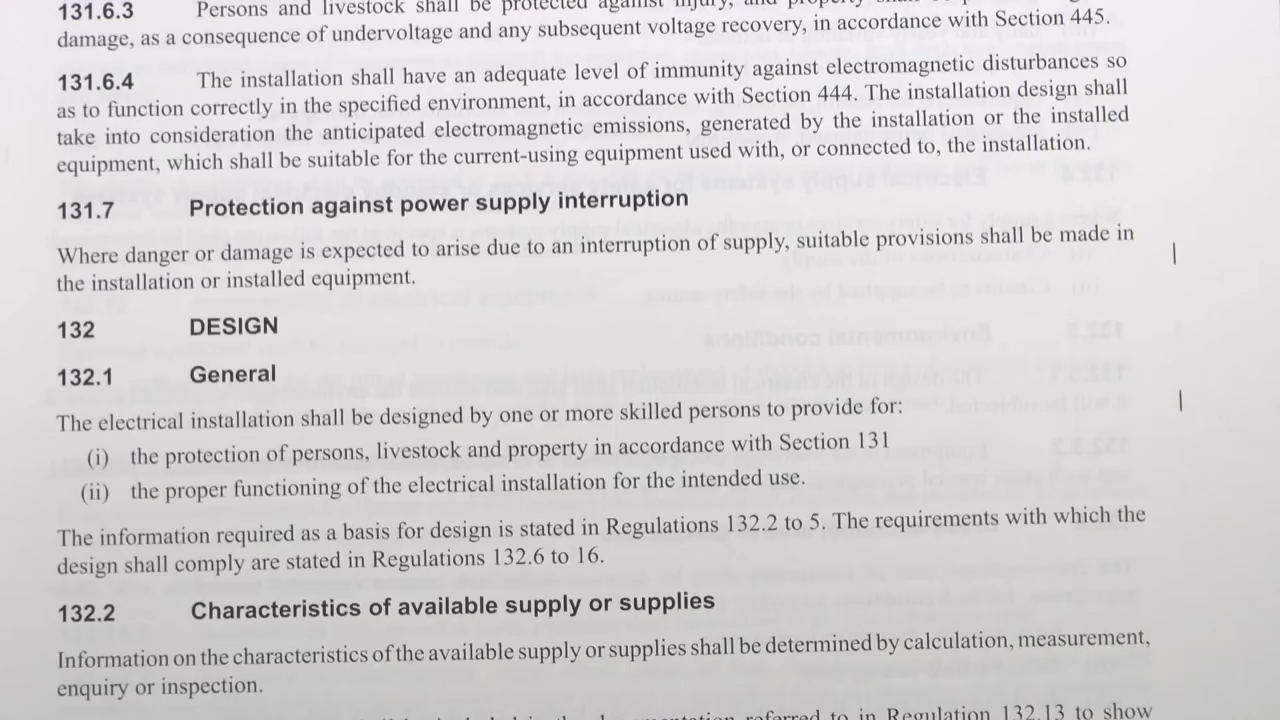 131.6.3 Persons and livestock shall be protected against injury, and property shall be
damage, as a consequence of undervoltage and any subsequent voltage recovery, in accordance with Section 445.
131.6.4 The installation shall have an adequate level of immunity against electromagnetic disturbances so
as to function correctly in the specified environment, in accordance with Section 444. The installation design shall
take into consideration the anticipated electromagnetic emissions, generated by the installation or the installed
equipment, which shall be suitable for the current-using equipment used with, or connected to, the installation.
131.7 Protection against power supply interruption
Where danger or damage is expected to arise due to an interruption of supply, suitable provisions shall be made in
the installation or installed equipment.
132 DESIGN
132.1 General
The electrical installation shall be designed by one or more skilled persons to provide for:
(i) the protection of persons, livestock and property in accordance with Section 131
(ii) the proper functioning of the electrical installation for the intended use.
The information required as a basis for design is stated in Regulations 132.2 to 5. The requirements with which the
design shall comply are stated in Regulations 132.6 to 16.
132.2 Characteristics of available supply or supplies
Information on the characteristics of the available supply or supplies shall be determined by calculation, measurement,
enquiry or inspection.
referred to in Regulation 132.13 to show